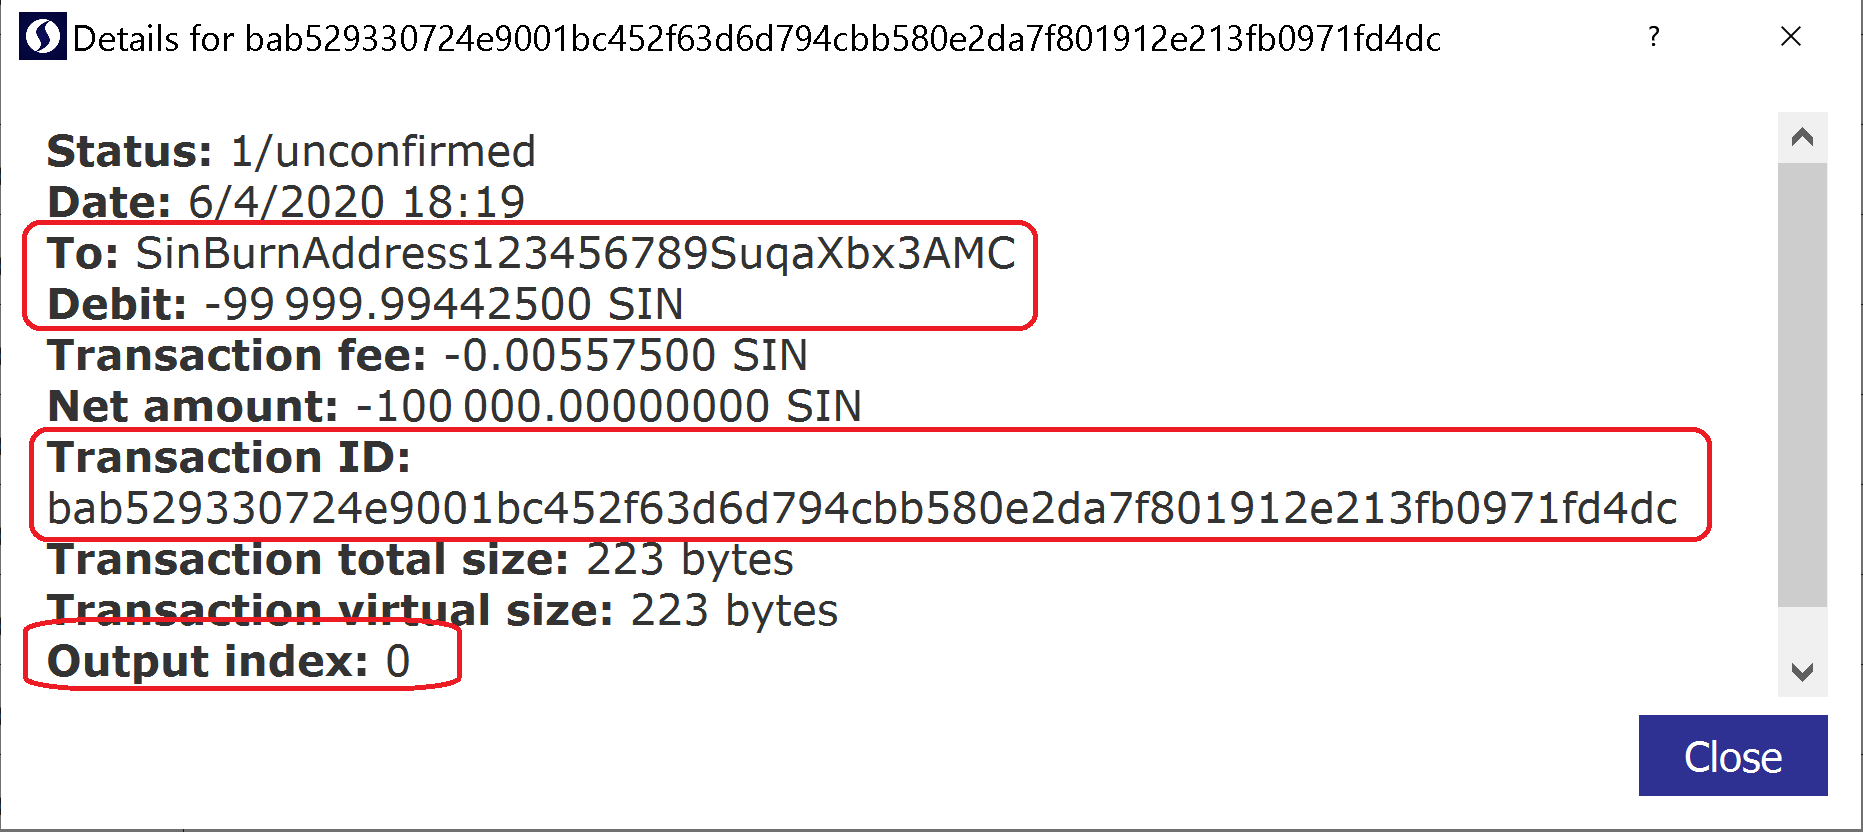 Details for bab529330724e9001bc452f63d6d794cbb580e2da7f801912e213fb0971fd4dc
?
Status: 1/unconfirmed
Date: 6/4/2020 18:19
To: SinBurnAddress123456789SuqaXbx3AMC
Debit: -99 999.99442500 SIN
Transaction fee: -0.00557500 SIN
Net amount: -100 000.00000000 SIN
Transaction ID:
bab529330724e9001bc452f63d6d794cbb580e2da7f801912e213fb0971fd4dc
Transaction total size: 223 bytes
Transaction virtual size: 223 bytes
Output index: 0
Close